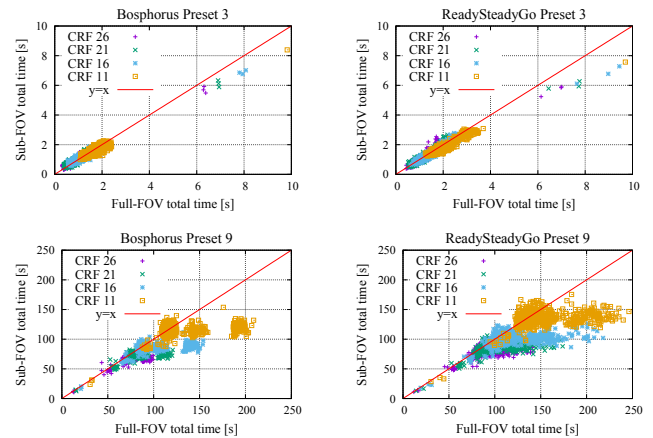 Bosphorus Preset 3
Sub-FOV total time [s]
10
8
6
4
2
0
CRF 26
CRF 21
CRF 16
CRF 11
y=x
0 2 4 6 8 10
Full-FOV total time [s]
ReadySteadyGo Preset 3
Sub-FOV total time [s]
10
8
6
4
2
0
CRF 26
CRF 21
CRF 16
CRF 11
y=x
0 2 4 6 8 10
Full-FOV total time [s]
Bosphorus Preset 9
Sub-FOV total time [s]
250
200
150
100
50
0
CRF 26
CRF 21
CRF 16
CRF 11
y=x
0 50 100 150 200 250
Full-FOV total time [s]
ReadySteadyGo Preset 9
Sub-FOV total time [s]
250
200
150
100
50
0
CRF 26
CRF 21
CRF 16
CRF 11
y=x
0 50 100 150 200 250
Full-FOV total time [s]